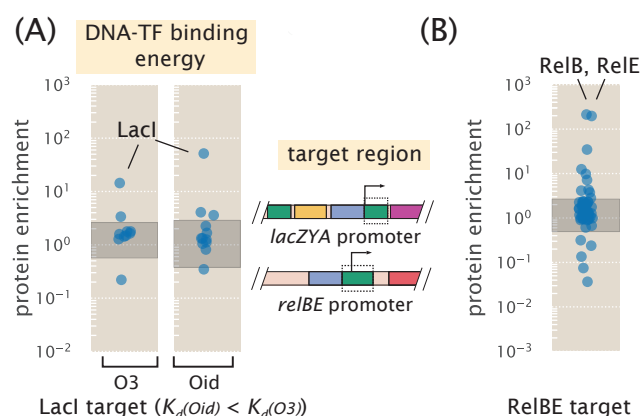 (A)
DNA-TF binding
energy
protein enrichment
10³
10²
10¹
10⁰
10⁻¹
10⁻²
LacI
O3
Oid
LacI target (K_d(Oid) < K_d(O3))
target region
lacZYA promoter
relBE promoter
(B)
RelB, RelE
protein enrichment
10³
10²
10¹
10⁰
10⁻¹
10⁻²
10⁻³
RelBE target